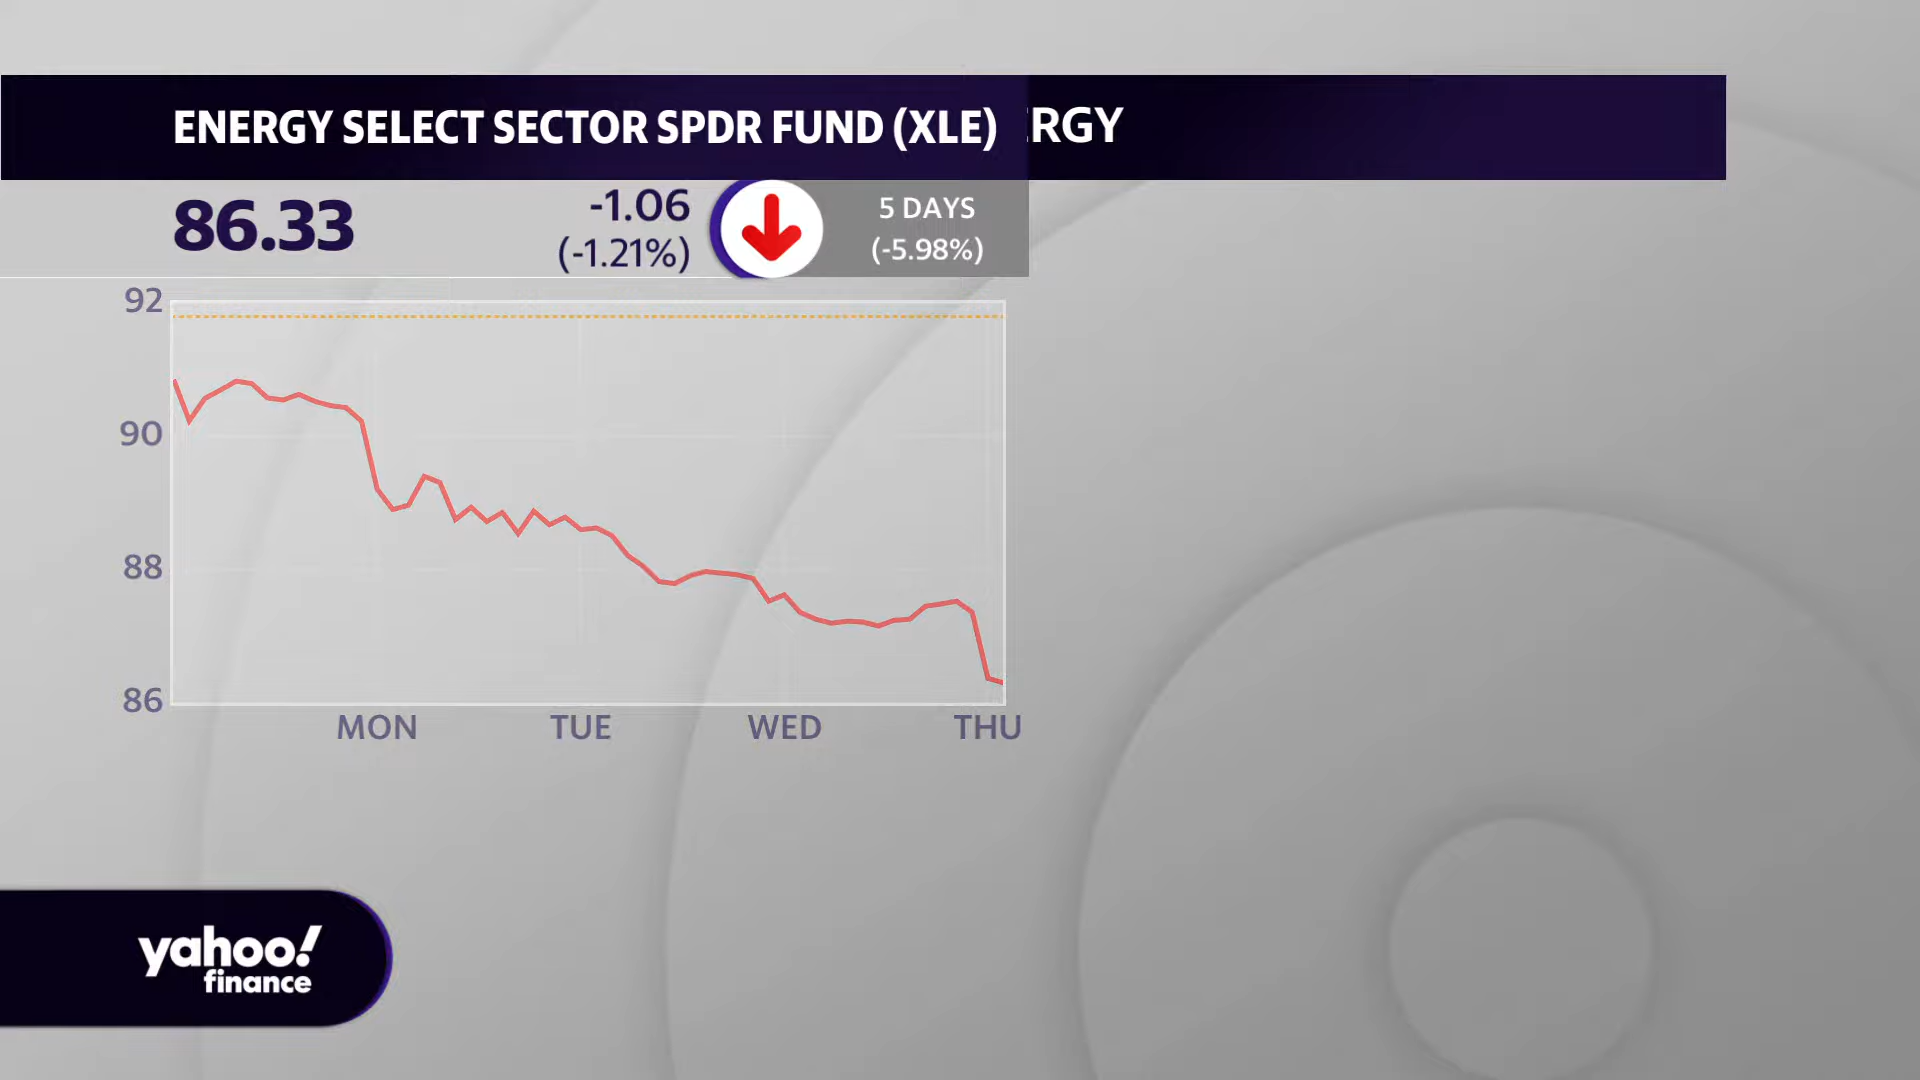 ENERGY SELECT SECTOR SPDR FUND (XLE) RGY
86.33
-1.06
(-1.21%)
5 DAYS
(-5.98%)
92
90
88
86
MON TUE WED THU
yahoo!
finance